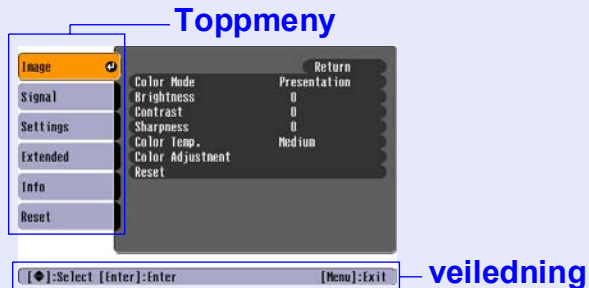 Toppmeny
Image
Signal
Settings
Extended
Info
Reset
Return
Color Mode Presentation
Brightness 0
Contrast 0
Sharpness 0
Color Temp. Medium
Color Adjustment
Reset
[◆]:Select [Enter]:Enter [Menu]:Exit
veiledning